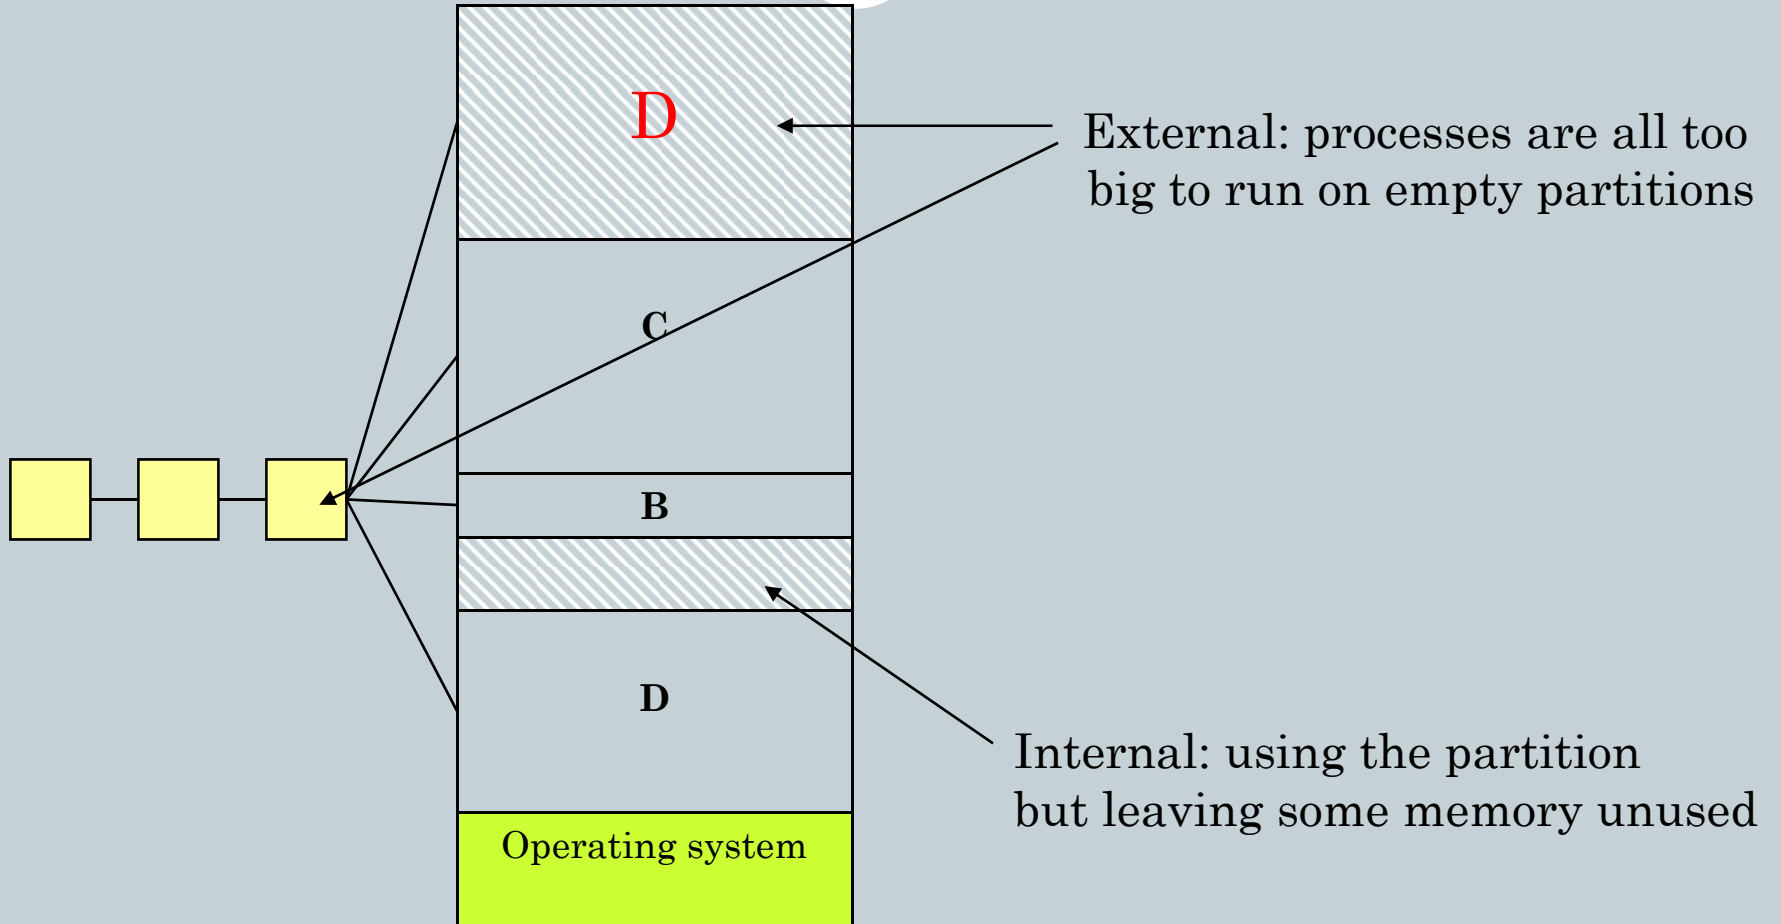 D
External: processes are all too
big to run on empty partitions
C
B
D
Internal: using the partition
but leaving some memory unused
Operating system